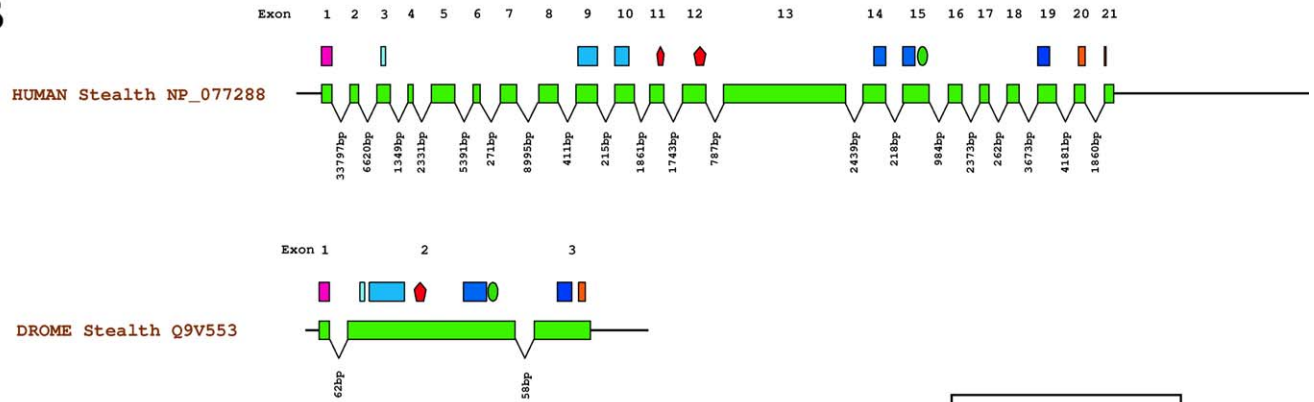 Exon 1 2 3 4 5 6 7 8 9 10 11 12 13 14 15 16 17 18 19 20 21
HUMAN Stealth NP_077288
33797bp 6620bp 1349bp 2331bp 5391bp 271bp 8995bp 411bp 215bp 1861bp 1743bp 787bp 2439bp 218bp 984bp 2373bp 262bp 3673bp 4181bp 1860bp
Exon 1 2 3
DROME Stealth Q9V553
62bp 58bp